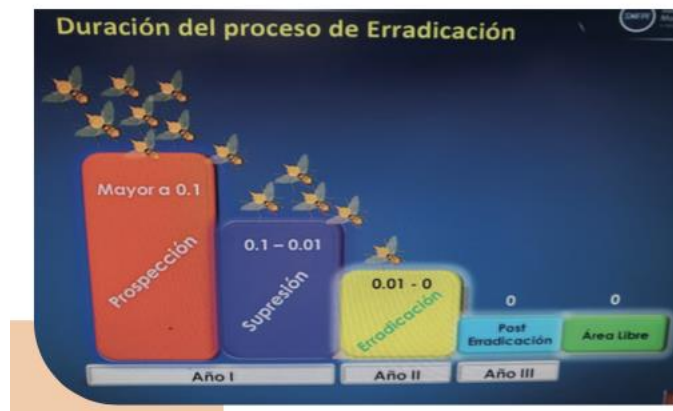 Duración del proceso de Erradicación
Mayor a 0.1
Prospección
0.1 – 0.01
Supresión
0.01 - 0
Erradicación
0
Post
Erradicación
0
Área Libre
Año I
Año II
Año III